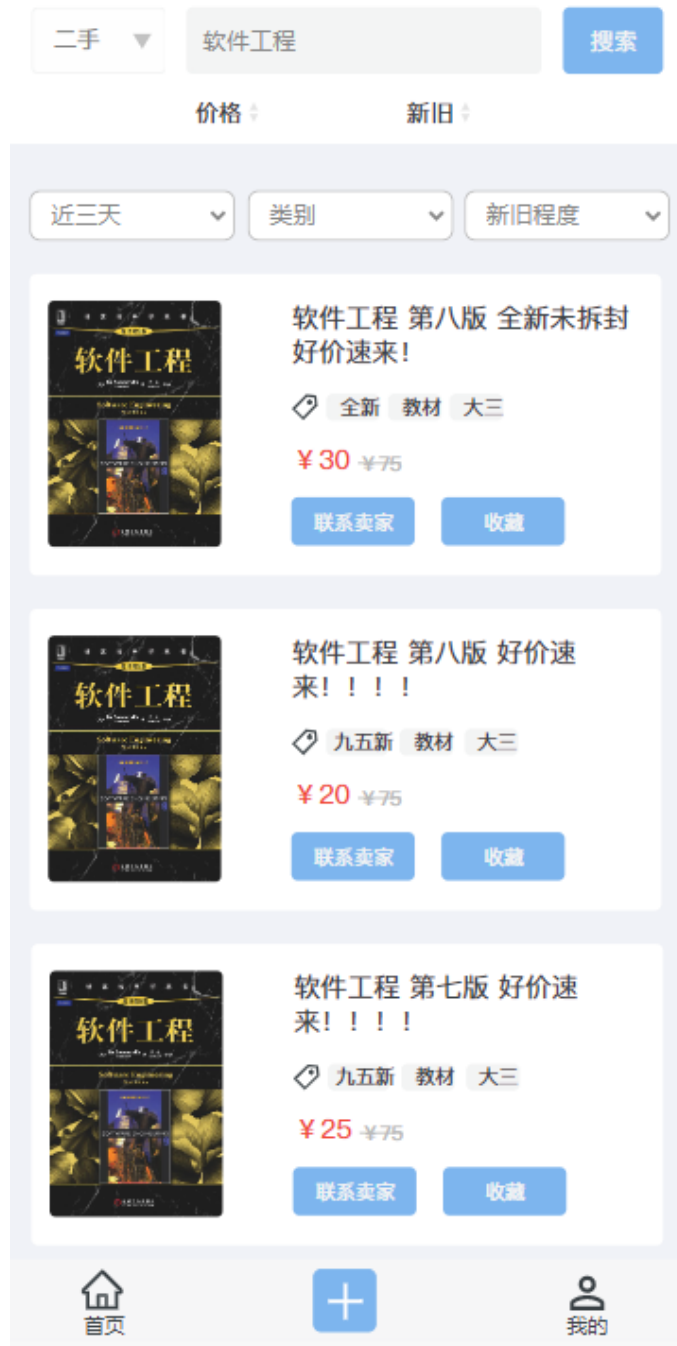 二手 软件工程 搜索
价格 新旧
近三天 类别 新旧程度
软件工程
软件工程 第八版 全新未拆封
好价速来!
全新 教材 大三
¥30 ¥75
联系卖家 收藏
软件工程
软件工程 第八版 好价速
来!!!!
九五新 教材 大三
¥20 ¥75
联系卖家 收藏
软件工程
软件工程 第七版 好价速
来!!!!
九五新 教材 大三
¥25 ¥75
联系卖家 收藏
首页 我的